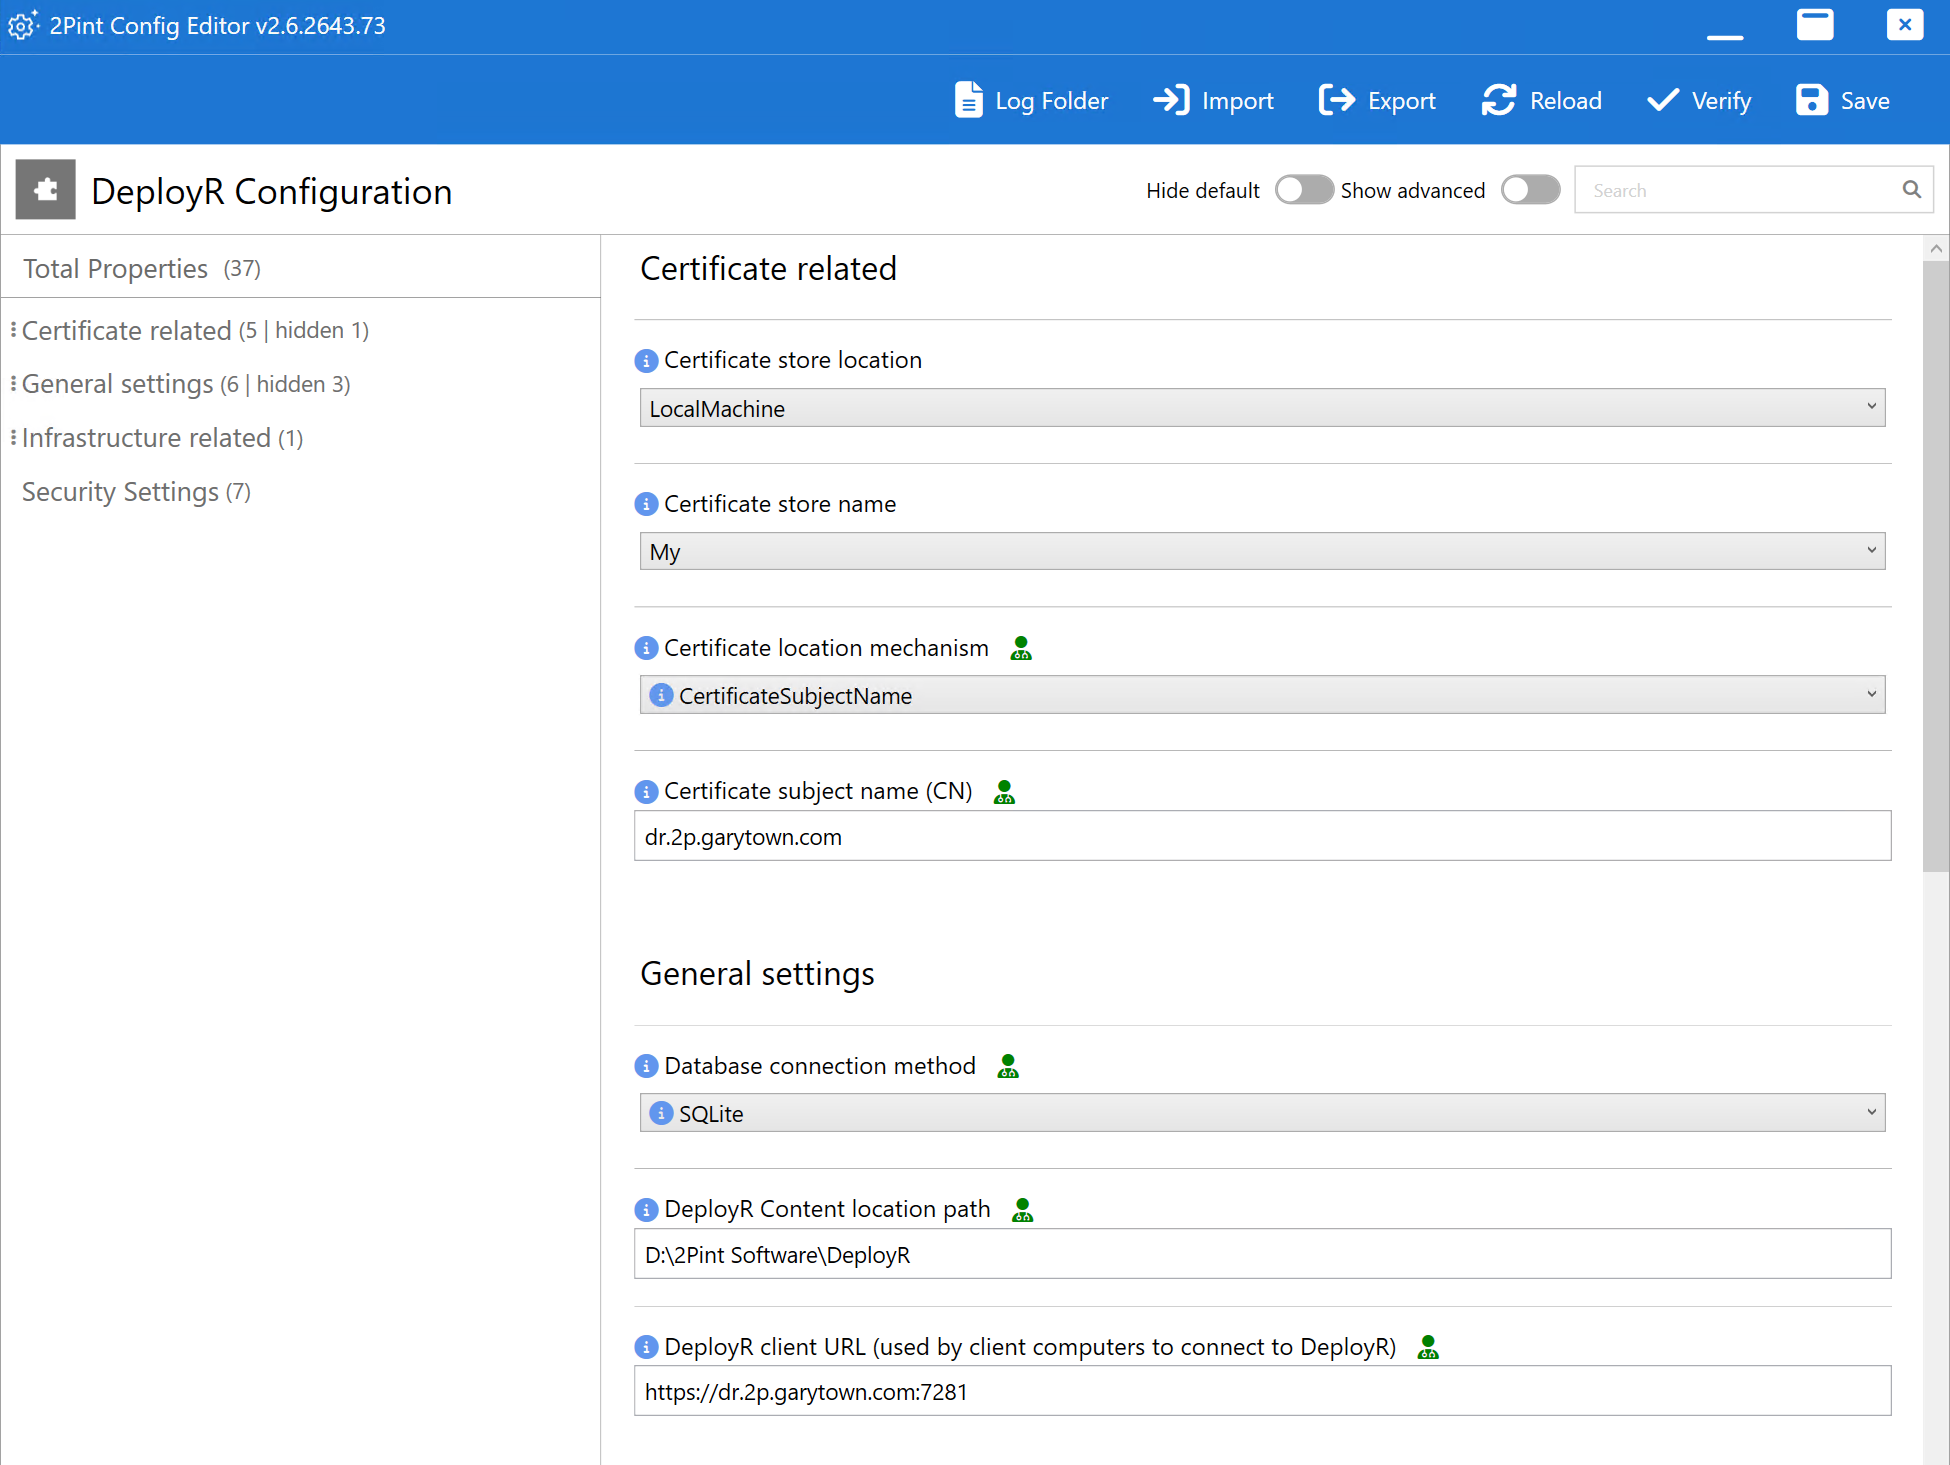 2Pint Config Editor v2.6.2643.73
Log Folder Import Export Reload Verify Save
DeployR Configuration
Hide default Show advanced Search
Total Properties (37)
Certificate related (5 | hidden 1)
General settings (6 | hidden 3)
Infrastructure related (1)
Security Settings (7)
Certificate related
Certificate store location
LocalMachine
Certificate store name
My
Certificate location mechanism
CertificateSubjectName
Certificate subject name (CN)
dr.2p.garytown.com
General settings
Database connection method
SQLite
DeployR Content location path
D:\2Pint Software\DeployR
DeployR client URL (used by client computers to connect to DeployR)
https://dr.2p.garytown.com:7281